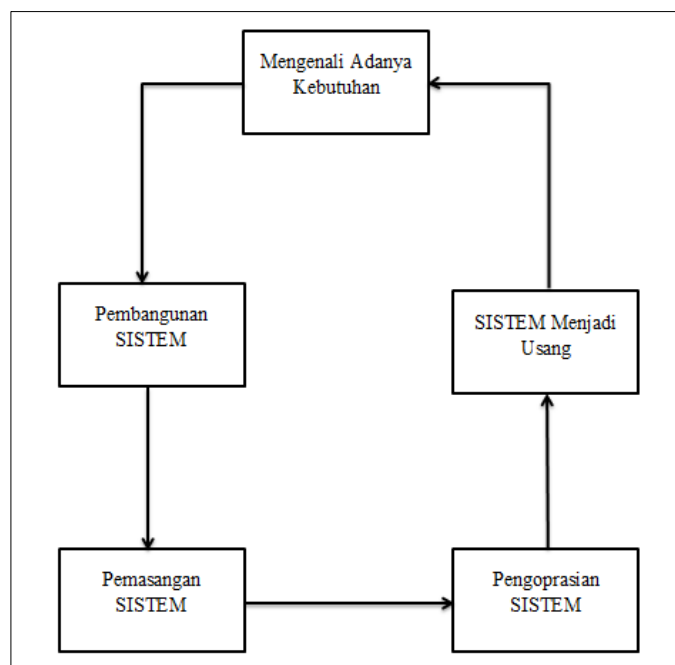 Mengenali Adanya
Kebutuhan
Pembangunan
SISTEM
SISTEM Menjadi
Usang
Pemasangan
SISTEM
Pengoprasian
SISTEM